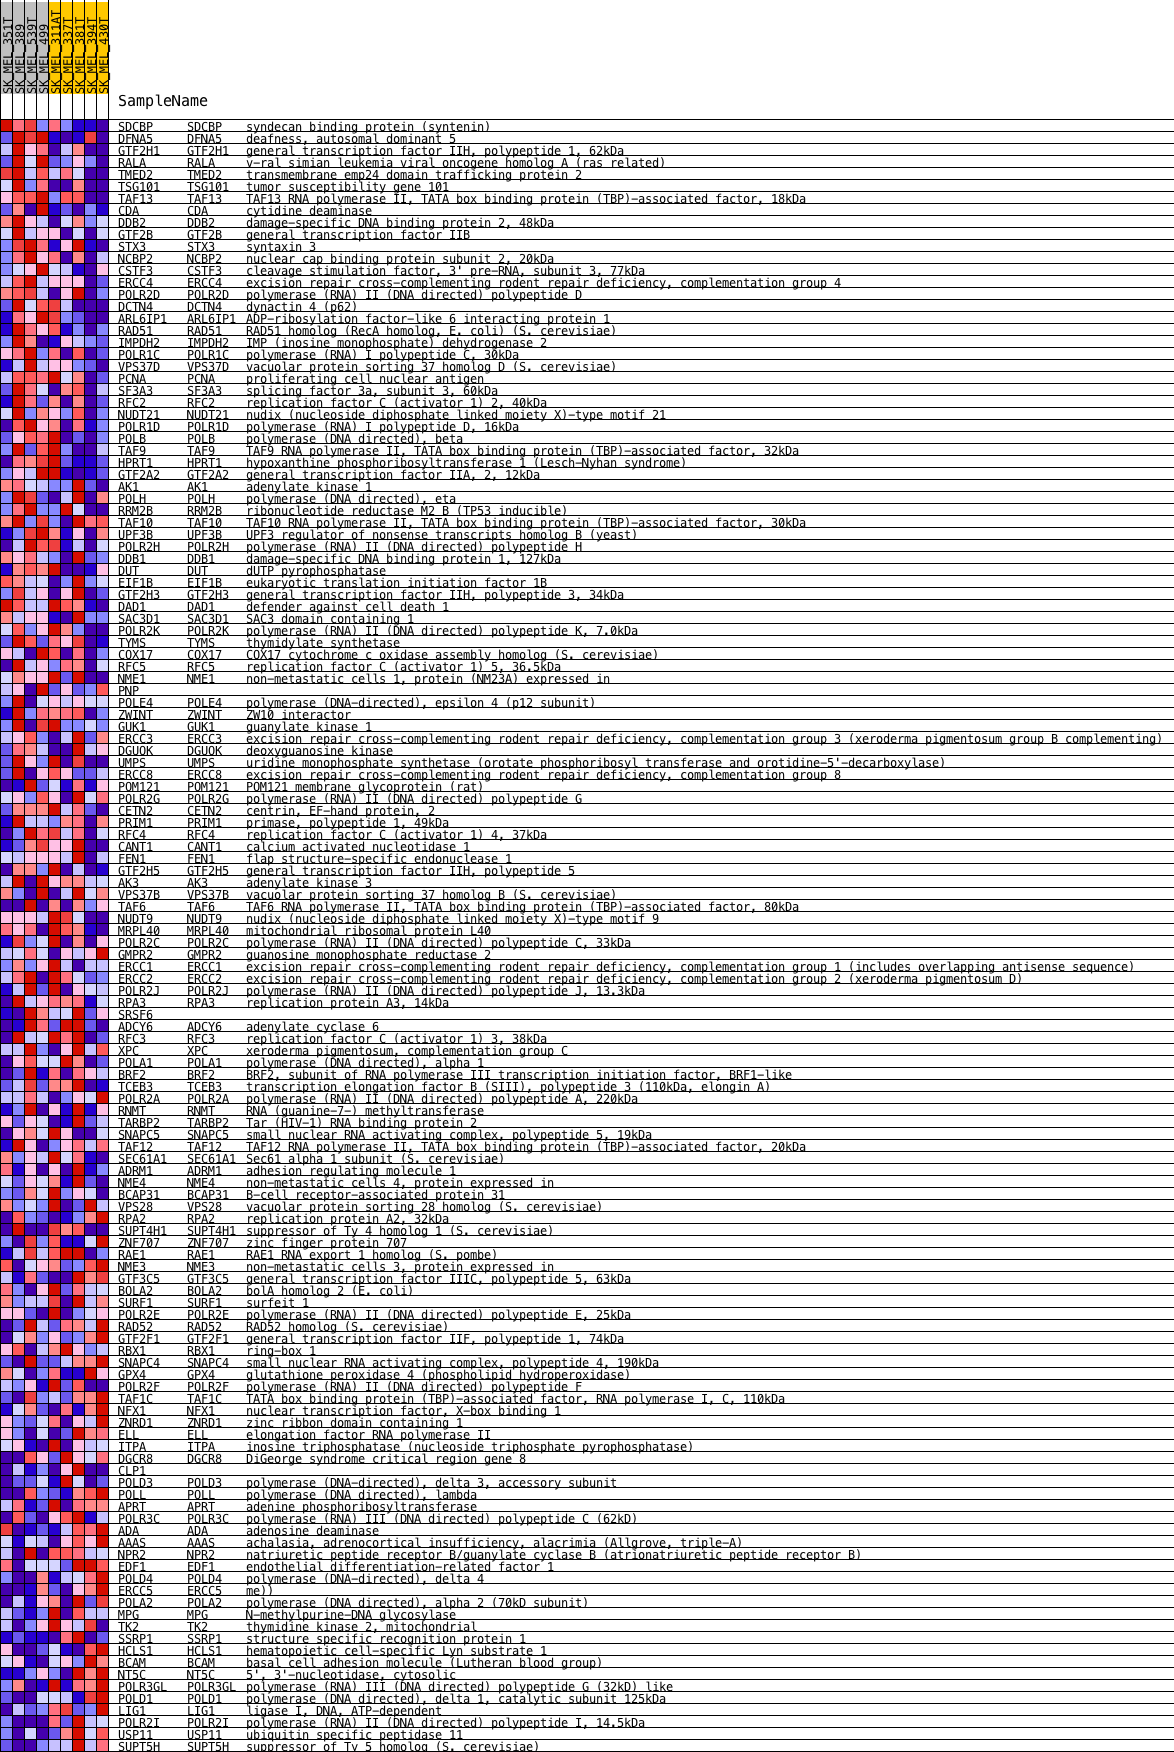 SK_MEL_351T
SK_MEL_389
SK_MEL_539T
SK_MEL_499
SK_MEL_311AT
SK_MEL_337T
SK_MEL_381T
SK_MEL_394T
SK_MEL_430T
SampleName
SDCBP SDCBP syndecan binding protein (syntenin)
DFNA5 DFNA5 deafness, autosomal dominant 5
GTF2H1 GTF2H1 general transcription factor IIH, polypeptide 1, 62kDa
RALA RALA v-ral simian leukemia viral oncogene homolog A (ras related)
TMED2 TMED2 transmembrane emp24 domain trafficking protein 2
TSG101 TSG101 tumor susceptibility gene 101
TAF13 TAF13 TAF13 RNA polymerase II, TATA box binding protein (TBP)-associated factor, 18kDa
CDA CDA cytidine deaminase
DDB2 DDB2 damage-specific DNA binding protein 2, 48kDa
GTF2B GTF2B general transcription factor IIB
STX3 STX3 syntaxin 3
NCBP2 NCBP2 nuclear cap binding protein subunit 2, 20kDa
CSTF3 CSTF3 cleavage stimulation factor, 3' pre-RNA, subunit 3, 77kDa
ERCC4 ERCC4 excision repair cross-complementing rodent repair deficiency, complementation group 4
POLR2D POLR2D polymerase (RNA) II (DNA directed) polypeptide D
DCTN4 DCTN4 dynactin 4 (p62)
ARL6IP1 ARL6IP1 ADP-ribosylation factor-like 6 interacting protein 1
RAD51 RAD51 RAD51 homolog (RecA homolog, E. coli) (S. cerevisiae)
IMPDH2 IMPDH2 IMP (inosine monophosphate) dehydrogenase 2
POLR1C POLR1C polymerase (RNA) I polypeptide C, 30kDa
VPS37D VPS37D vacuolar protein sorting 37 homolog D (S. cerevisiae)
PCNA PCNA proliferating cell nuclear antigen
SF3A3 SF3A3 splicing factor 3a, subunit 3, 60kDa
RFC2 RFC2 replication factor C (activator 1) 2, 40kDa
NUDT21 NUDT21 nudix (nucleoside diphosphate linked moiety X)-type motif 21
POLR1D POLR1D polymerase (RNA) I polypeptide D, 16kDa
POLB POLB polymerase (DNA directed), beta
TAF9 TAF9 TAF9 RNA polymerase II, TATA box binding protein (TBP)-associated factor, 32kDa
HPRT1 HPRT1 hypoxanthine phosphoribosyltransferase 1 (Lesch-Nyhan syndrome)
GTF2A2 GTF2A2 general transcription factor IIA, 2, 12kDa
AK1 AK1 adenylate kinase 1
POLH POLH polymerase (DNA directed), eta
RRM2B RRM2B ribonucleotide reductase M2 B (TP53 inducible)
TAF10 TAF10 TAF10 RNA polymerase II, TATA box binding protein (TBP)-associated factor, 30kDa
UPF3B UPF3B UPF3 regulator of nonsense transcripts homolog B (yeast)
POLR2H POLR2H polymerase (RNA) II (DNA directed) polypeptide H
DDB1 DDB1 damage-specific DNA binding protein 1, 127kDa
DUT DUT dUTP pyrophosphatase
EIF1B EIF1B eukaryotic translation initiation factor 1B
GTF2H3 GTF2H3 general transcription factor IIH, polypeptide 3, 34kDa
DAD1 DAD1 defender against cell death 1
SAC3D1 SAC3D1 SAC3 domain containing 1
POLR2K POLR2K polymerase (RNA) II (DNA directed) polypeptide K, 7.0kDa
TYMS TYMS thymidylate synthetase
COX17 COX17 COX17 cytochrome c oxidase assembly homolog (S. cerevisiae)
RFC5 RFC5 replication factor C (activator 1) 5, 36.5kDa
NME1 NME1 non-metastatic cells 1, protein (NM23A) expressed in
PNP
POLE4 POLE4 polymerase (DNA-directed), epsilon 4 (p12 subunit)
ZWINT ZWINT ZW10 interactor
GUK1 GUK1 guanylate kinase 1
ERCC3 ERCC3 excision repair cross-complementing rodent repair deficiency, complementation group 3 (xeroderma pigmentosum group B complementing)
DGUOK DGUOK deoxyguanosine kinase
UMPS UMPS uridine monophosphate synthetase (orotate phosphoribosyl transferase and orotidine-5'-decarboxylase)
ERCC8 ERCC8 excision repair cross-complementing rodent repair deficiency, complementation group 8
POM121 POM121 POM121 membrane glycoprotein (rat)
POLR2G POLR2G polymerase (RNA) II (DNA directed) polypeptide G
CETN2 CETN2 centrin, EF-hand protein, 2
PRIM1 PRIM1 primase, polypeptide 1, 49kDa
RFC4 RFC4 replication factor C (activator 1) 4, 37kDa
CANT1 CANT1 calcium activated nucleotidase 1
FEN1 FEN1 flap structure-specific endonuclease 1
GTF2H5 GTF2H5 general transcription factor IIH, polypeptide 5
AK3 AK3 adenylate kinase 3
VPS37B VPS37B vacuolar protein sorting 37 homolog B (S. cerevisiae)
TAF6 TAF6 TAF6 RNA polymerase II, TATA box binding protein (TBP)-associated factor, 80kDa
NUDT9 NUDT9 nudix (nucleoside diphosphate linked moiety X)-type motif 9
MRPL40 MRPL40 mitochondrial ribosomal protein L40
POLR2C POLR2C polymerase (RNA) II (DNA directed) polypeptide C, 33kDa
GMPR2 GMPR2 guanosine monophosphate reductase 2
ERCC1 ERCC1 excision repair cross-complementing rodent repair deficiency, complementation group 1 (includes overlapping antisense sequence)
ERCC2 ERCC2 excision repair cross-complementing rodent repair deficiency, complementation group 2 (xeroderma pigmentosum D)
POLR2J POLR2J polymerase (RNA) II (DNA directed) polypeptide J, 13.3kDa
RPA3 RPA3 replication protein A3, 14kDa
SRSF6
ADCY6 ADCY6 adenylate cyclase 6
RFC3 RFC3 replication factor C (activator 1) 3, 38kDa
XPC XPC xeroderma pigmentosum, complementation group C
POLA1 POLA1 polymerase (DNA directed), alpha 1
BRF2 BRF2 BRF2, subunit of RNA polymerase III transcription initiation factor, BRF1-like
TCEB3 TCEB3 transcription elongation factor B (SIII), polypeptide 3 (110kDa, elongin A)
POLR2A POLR2A polymerase (RNA) II (DNA directed) polypeptide A, 220kDa
RNMT RNMT RNA (guanine-7-) methyltransferase
TARBP2 TARBP2 Tar (HIV-1) RNA binding protein 2
SNAPC5 SNAPC5 small nuclear RNA activating complex, polypeptide 5, 19kDa
TAF12 TAF12 TAF12 RNA polymerase II, TATA box binding protein (TBP)-associated factor, 20kDa
SEC61A1 SEC61A1 Sec61 alpha 1 subunit (S. cerevisiae)
ADRM1 ADRM1 adhesion regulating molecule 1
NME4 NME4 non-metastatic cells 4, protein expressed in
BCAP31 BCAP31 B-cell receptor-associated protein 31
VPS28 VPS28 vacuolar protein sorting 28 homolog (S. cerevisiae)
RPA2 RPA2 replication protein A2, 32kDa
SUPT4H1 SUPT4H1 suppressor of Ty 4 homolog 1 (S. cerevisiae)
ZNF707 ZNF707 zinc finger protein 707
RAE1 RAE1 RAE1 RNA export 1 homolog (S. pombe)
NME3 NME3 non-metastatic cells 3, protein expressed in
GTF3C5 GTF3C5 general transcription factor IIIC, polypeptide 5, 63kDa
BOLA2 BOLA2 bolA homolog 2 (E. coli)
SURF1 SURF1 surfeit 1
POLR2E POLR2E polymerase (RNA) II (DNA directed) polypeptide E, 25kDa
RAD52 RAD52 RAD52 homolog (S. cerevisiae)
GTF2F1 GTF2F1 general transcription factor IIF, polypeptide 1, 74kDa
RBX1 RBX1 ring-box 1
SNAPC4 SNAPC4 small nuclear RNA activating complex, polypeptide 4, 190kDa
GPX4 GPX4 glutathione peroxidase 4 (phospholipid hydroperoxidase)
POLR2F POLR2F polymerase (RNA) II (DNA directed) polypeptide F
TAF1C TAF1C TATA box binding protein (TBP)-associated factor, RNA polymerase I, C, 110kDa
NFX1 NFX1 nuclear transcription factor, X-box binding 1
ZNRD1 ZNRD1 zinc ribbon domain containing 1
ELL ELL elongation factor RNA polymerase II
ITPA ITPA inosine triphosphatase (nucleoside triphosphate pyrophosphatase)
DGCR8 DGCR8 DiGeorge syndrome critical region gene 8
CLP1
POLD3 POLD3 polymerase (DNA-directed), delta 3, accessory subunit
POLL POLL polymerase (DNA directed), lambda
APRT APRT adenine phosphoribosyltransferase
POLR3C POLR3C polymerase (RNA) III (DNA directed) polypeptide C (62kD)
ADA ADA adenosine deaminase
AAAS AAAS achalasia, adrenocortical insufficiency, alacrimia (Allgrove, triple-A)
NPR2 NPR2 natriuretic peptide receptor B/guanylate cyclase B (atrionatriuretic peptide receptor B)
EDF1 EDF1 endothelial differentiation-related factor 1
POLD4 POLD4 polymerase (DNA-directed), delta 4
ERCC5 ERCC5 me))
POLA2 POLA2 polymerase (DNA directed), alpha 2 (70kD subunit)
MPG MPG N-methylpurine-DNA glycosylase
TK2 TK2 thymidine kinase 2, mitochondrial
SSRP1 SSRP1 structure specific recognition protein 1
HCLS1 HCLS1 hematopoietic cell-specific Lyn substrate 1
BCAM BCAM basal cell adhesion molecule (Lutheran blood group)
NT5C NT5C 5', 3'-nucleotidase, cytosolic
POLR3GL POLR3GL polymerase (RNA) III (DNA directed) polypeptide G (32kD) like
POLD1 POLD1 polymerase (DNA directed), delta 1, catalytic subunit 125kDa
LIG1 LIG1 ligase I, DNA, ATP-dependent
POLR2I POLR2I polymerase (RNA) II (DNA directed) polypeptide I, 14.5kDa
USP11 USP11 ubiquitin specific peptidase 11
SUPT5H SUPT5H suppressor of Ty 5 homolog (S. cerevisiae)